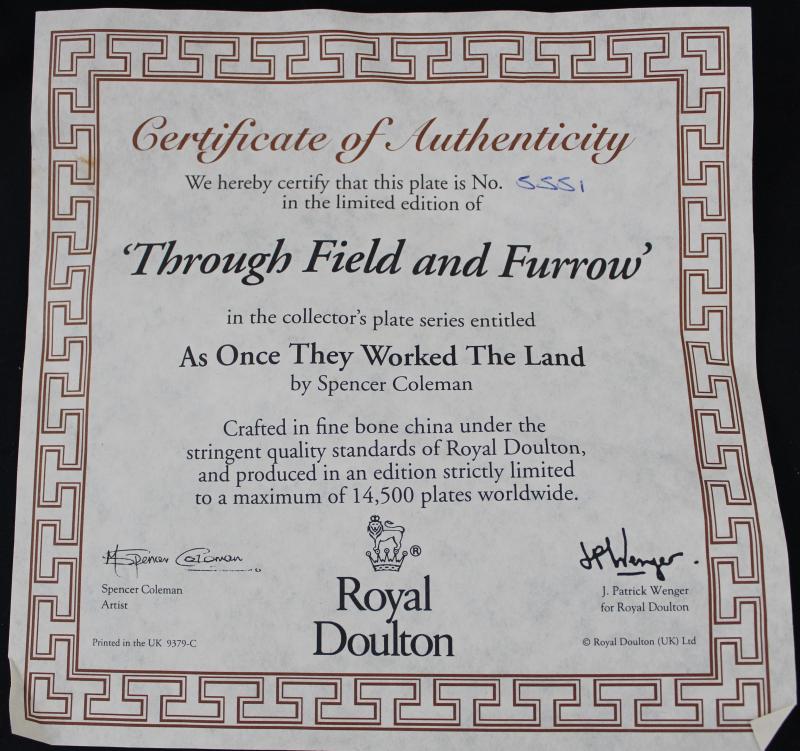 Certificate of Authenticity
We hereby certify that this plate is No. 5551
in the limited edition of
'Through Field and Furrow'
in the collector's plate series entitled
As Once They Worked The Land
by Spencer Coleman
Crafted in fine bone china under the
stringent quality standards of Royal Doulton,
and produced in an edition strictly limited
to a maximum of 14,500 plates worldwide.
Spencer Coleman
Spencer Coleman
Artist
Printed in the UK 9379-C
®
Royal
Doulton
JPWenger.
J. Patrick Wenger
for Royal Doulton
© Royal Doulton (UK) Ltd